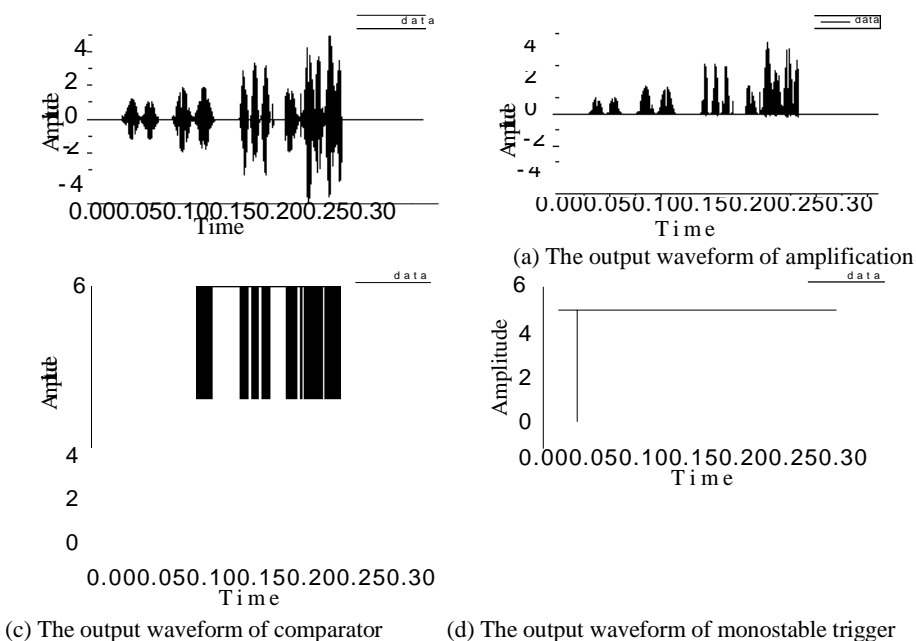 data
4
2
0
-2
-4
Amplitude
0.000.050.100.150.200.250.30
Time
data
4
2
0
-2
-4
Amplitude
0.000.050.100.150.200.250.30
Time
(a) The output waveform of amplification
data
6
Amplitude
4
2
0
0.000.050.100.150.200.250.30
Time
(c) The output waveform of comparator
data
6
4
2
0
Amplitude
0.000.050.100.150.200.250.30
Time
(d) The output waveform of monostable trigger